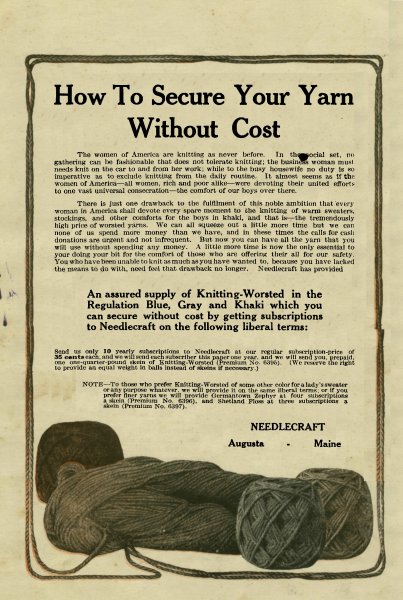 How To Secure Your Yarn
Without Cost
The women of America are knitting as never before. In the social set, no
gathering can be fashionable that does not tolerate knitting; the business woman must
needs knit on the car to and from her work; while to the busy housewife no duty is so
imperative as to exclude knitting from the daily routine. It almost seems as if the
women of America—all women, rich and poor alike—were devoting their united efforts
to one vast universal consecration—the comfort of our boys over there.
There is just one drawback to the fulfilment of this noble ambition that every
woman in America shall devote every spare moment to the knitting of warm sweaters,
stockings, and other comforts for the boys in khaki, and that is—the tremendously
high price of worsted yarns. We can all squeeze out a little more time but we can
none of us spend more money than we have, and in these times the calls for cash
donations are urgent and not infrequent. But now you can have all the yarn that you
will use without spending any money. A little more time is now the only essential to
your doing your bit for the comfort of those who are offering their all for our safety.
You who have been unable to knit as much as you have wanted to, because you have lacked
the means to do with, need feel that drawback no longer. Needlecraft has provided
An assured supply of Knitting-Worsted in the
Regulation Blue, Gray and Khaki which you
can secure without cost by getting subscriptions
to Needlecraft on the following liberal terms:
Send us only 10 yearly subscriptions to Needlecraft at our regular subscription-price of
35 cents each, and we will send each subscriber this paper one year, and we will send you, prepaid,
one one-quarter-pound skein of Knitting-Worsted (Premium No. 6395). (We reserve the right
to provide an equal weight in balls instead of skeins if necessary.)
NOTE—To those who prefer Knitting-Worsted of some other color for a lady's sweater
or any purpose whatever, we will provide it on the same liberal terms; or if you
prefer finer yarns we will provide Germantown Zephyr at four subscriptions
a skein (Premium No. 6396), and Shetland Floss at three subscriptions a
skein (Premium No. 6397).
NEEDLECRAFT
Augusta - Maine